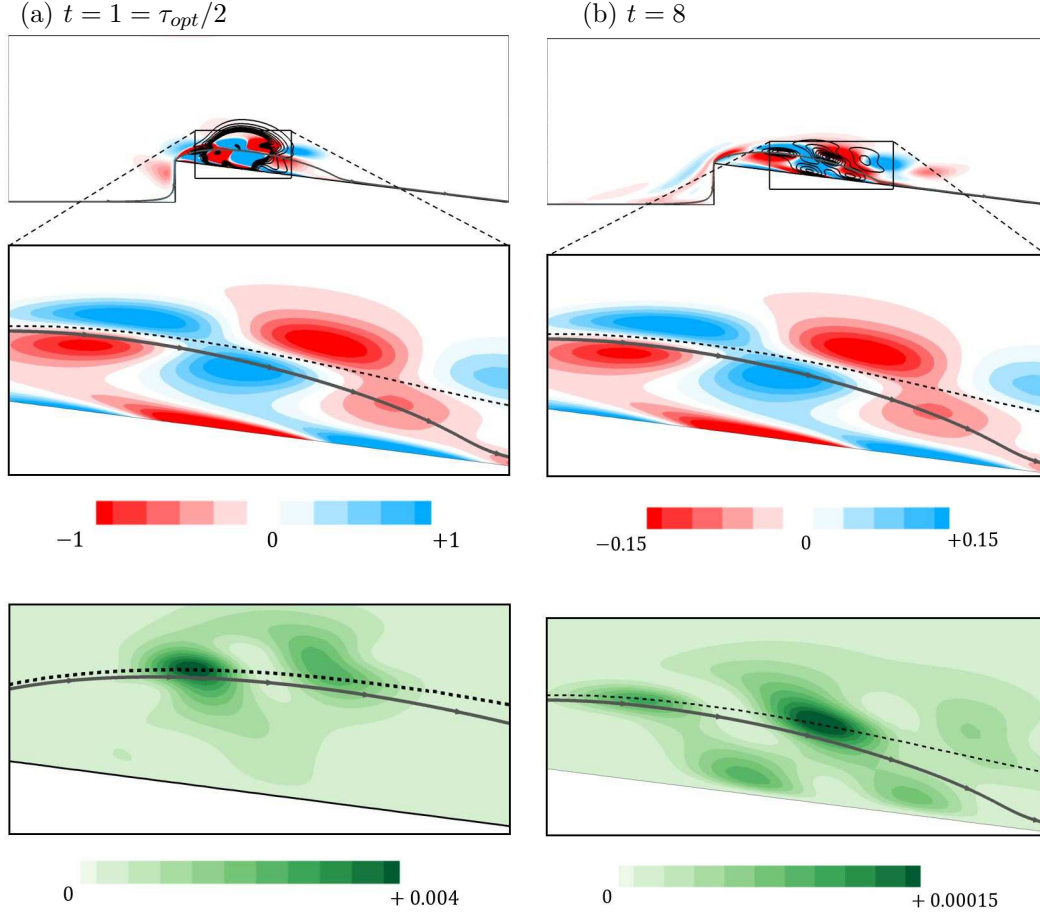 (a) t = 1 = τ_opt/2
(b) t = 8
−1 0 +1
-0.15 0 +0.15
0 + 0.004
0 + 0.00015